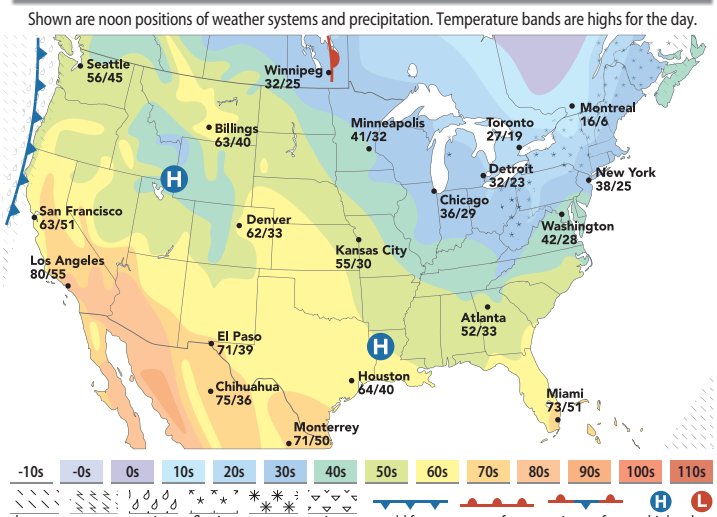 Shown are noon positions of weather systems and precipitation. Temperature bands are highs for the day.
Seattle
56/45
Winnipeg
32/25
Billings
63/40
Minneapolis
41/32
Toronto
27/19
Montreal
16/6
H
Detroit
32/23
New York
38/25
Chicago
36/29
San Francisco
63/51
Denver
62/33
Washington
42/28
Kansas City
55/30
Los Angeles
80/55
Atlanta
52/33
El Paso
71/39
H
Chihuahua
75/36
Houston
64/40
Miami
73/51
Monterrey
71/50
-10s -0s 0s 10s 20s 30s 40s 50s 60s 70s 80s 90s 100s 110s
H L